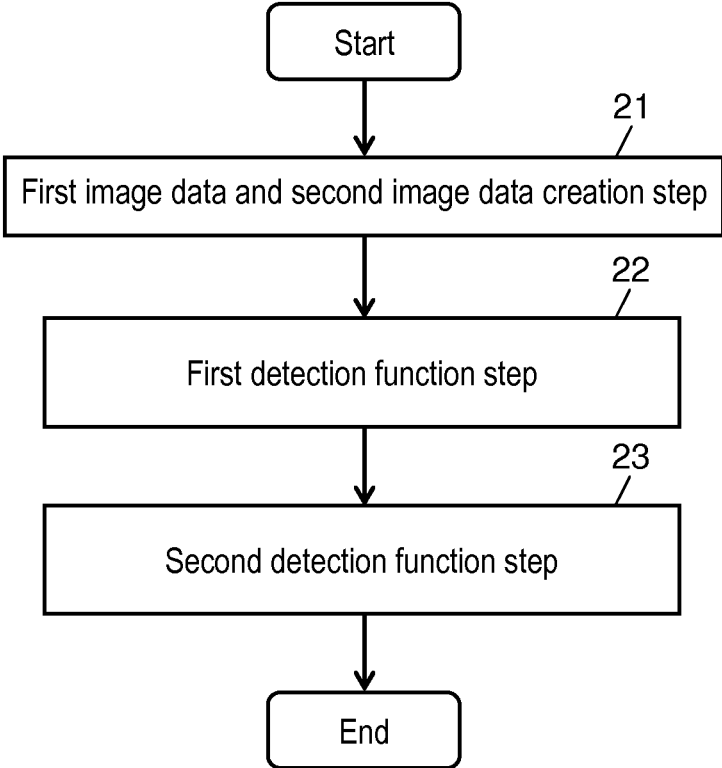 Start
21
First image data and second image data creation step
22
First detection function step
23
Second detection function step
End